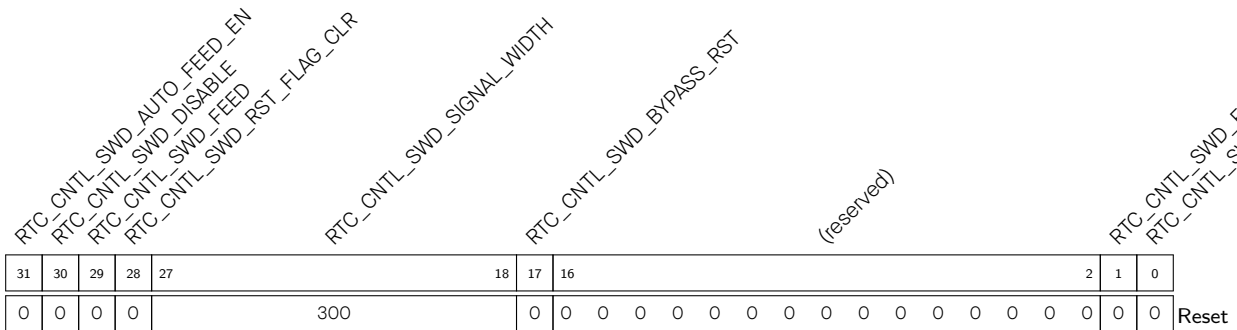 RTC_CNTL_SWD_AUTO_FEED_EN
RTC_CNTL_SWD_DISABLE
RTC_CNTL_SWD_FEED
RTC_CNTL_SWD_RST_FLAG_CLR
RTC_CNTL_SWD_SIGNAL_WIDTH
RTC_CNTL_SWD_BYPASS_RST
(reserved)
RTC_CNTL_SWD_
RTC_CNTL_
31 30 29 28 27 18 17 16 2 1 0
0 0 0 0 300 0 0 0 0 0 0 0 0 0 0 0 0 0 0 0 0 0 0 Reset